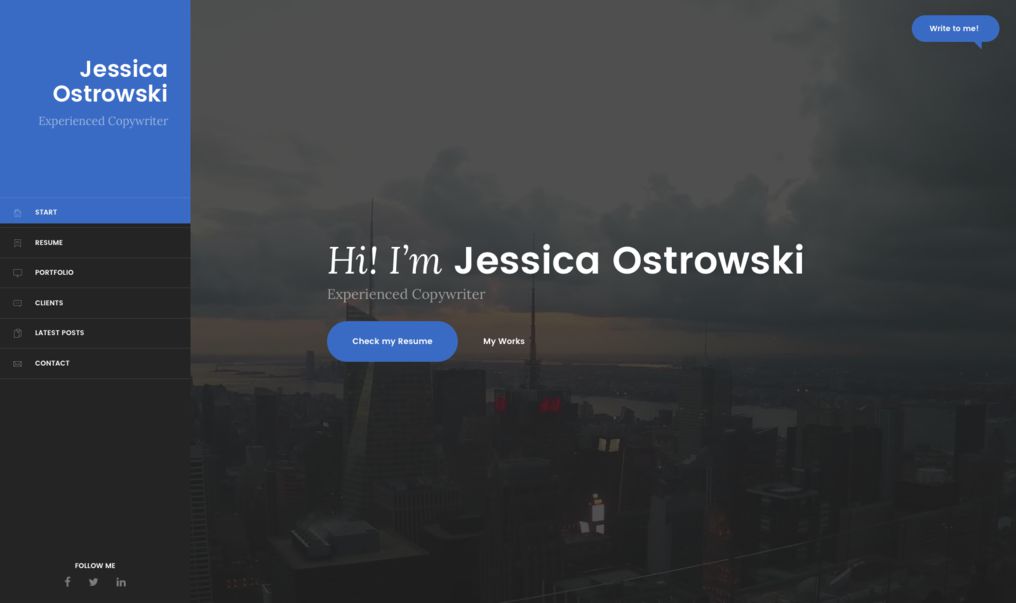 Jessica
Ostrowski
Experienced Copywriter
START
RESUME
PORTFOLIO
CLIENTS
LATEST POSTS
CONTACT
FOLLOW ME
Write to me!
Hi! I’m Jessica Ostrowski
Experienced Copywriter
Check my Resume
My Works